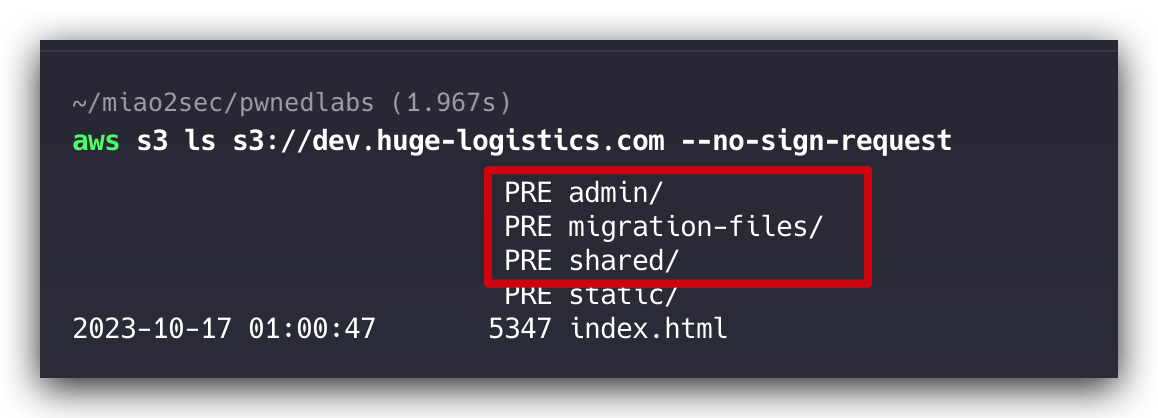 ~/miao2sec/pwnedlabs (1.967s)
aws s3 ls s3://dev.huge-logistics.com --no-sign-request
PRE admin/
PRE migration-files/
PRE shared/
PRE static/
2023-10-17 01:00:47 5347 index.html